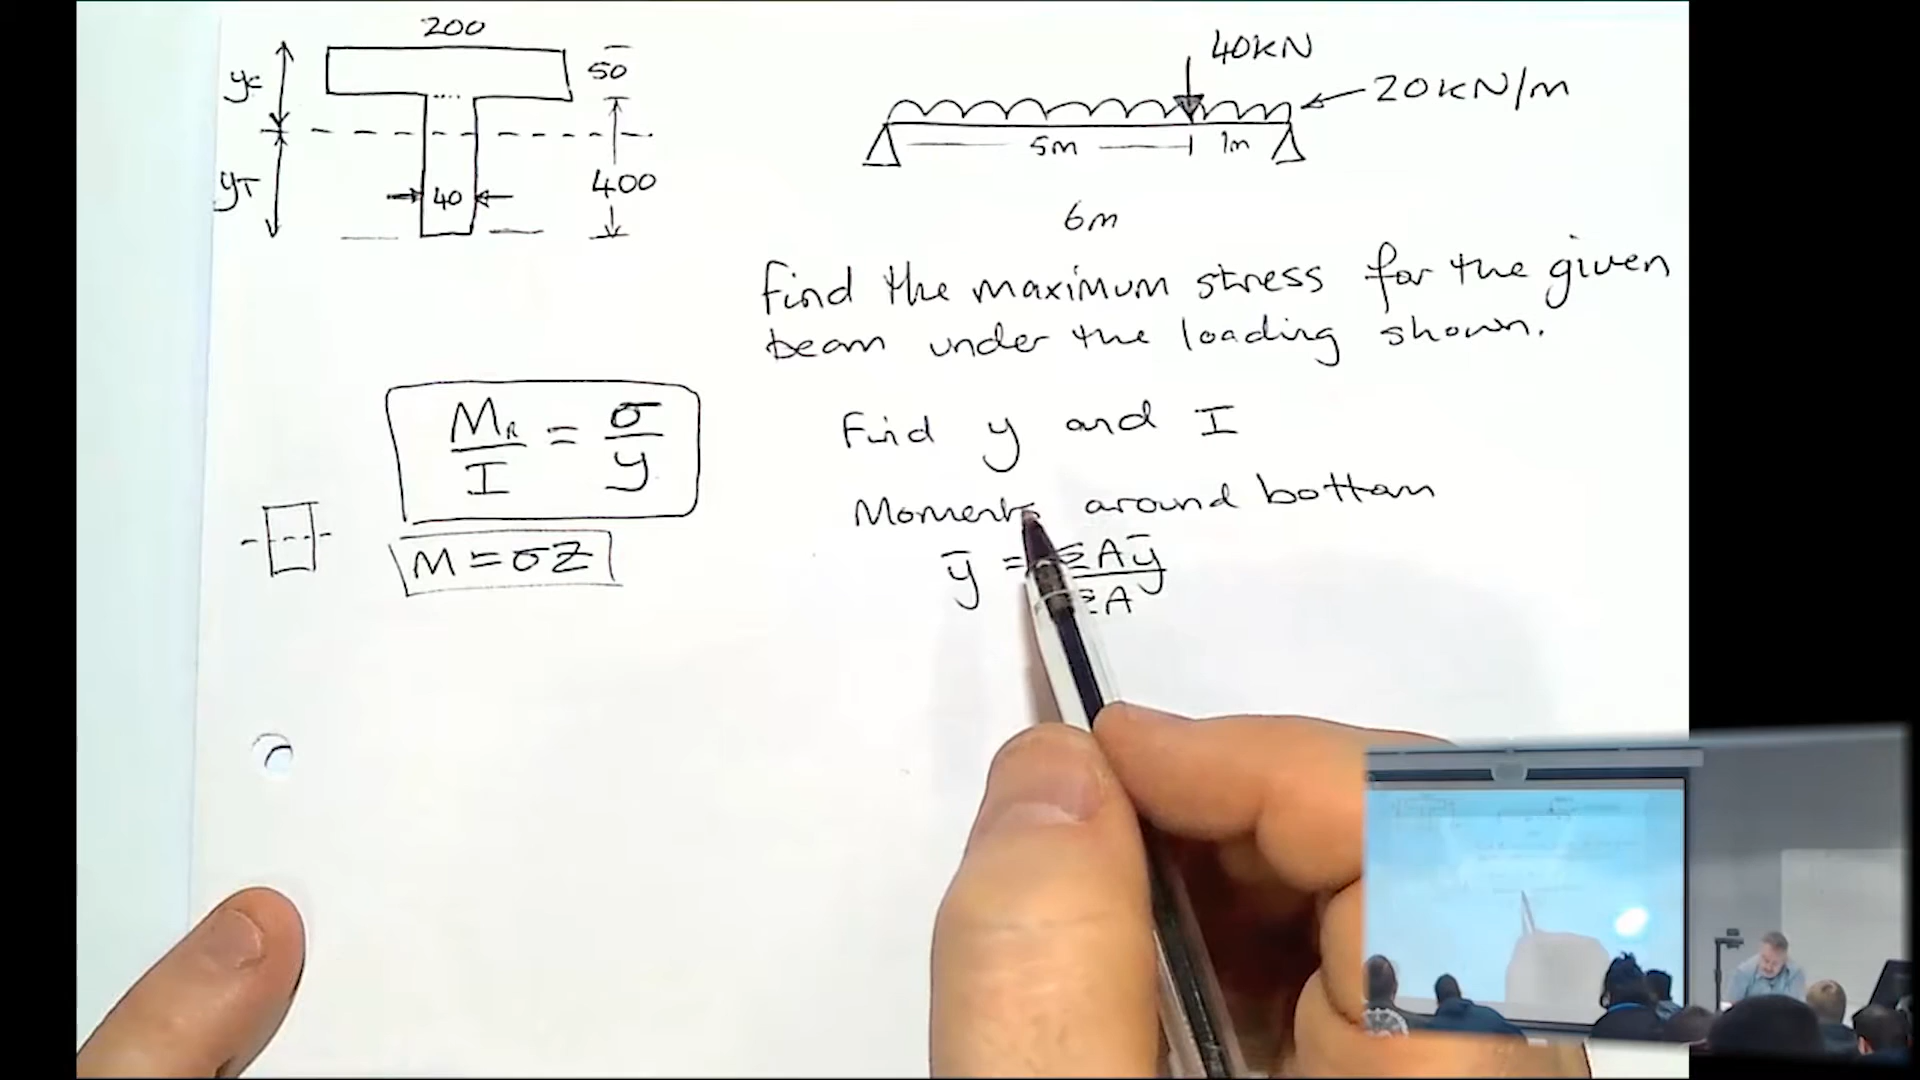 200
50
yc
yT
40
400
40KN
20KN/m
5m
1m
6m
Find the maximum stress for the given
beam under the loading shown.
MR/I = σ/y
M=σZ
Find y and I
Moments around bottom
ȳ = ΣAȳ/ΣA